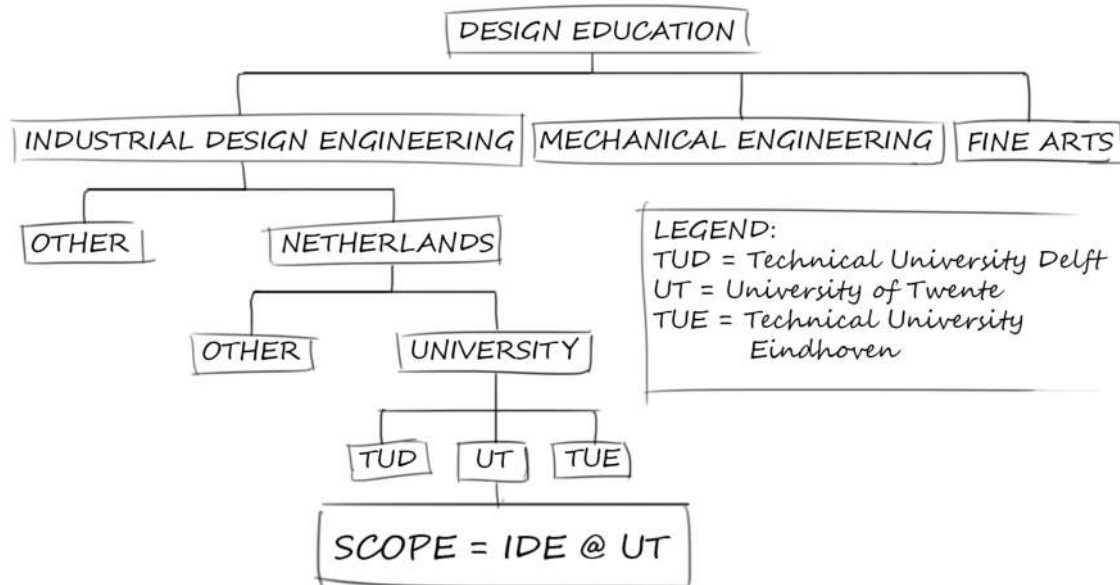 DESIGN EDUCATION
INDUSTRIAL DESIGN ENGINEERING
MECHANICAL ENGINEERING
FINE ARTS
OTHER
NETHERLANDS
LEGEND:
TUD = Technical University Delft
UT = University of Twente
TUE = Technical University
Eindhoven
OTHER
UNIVERSITY
TUD
UT
TUE
SCOPE = IDE @ UT